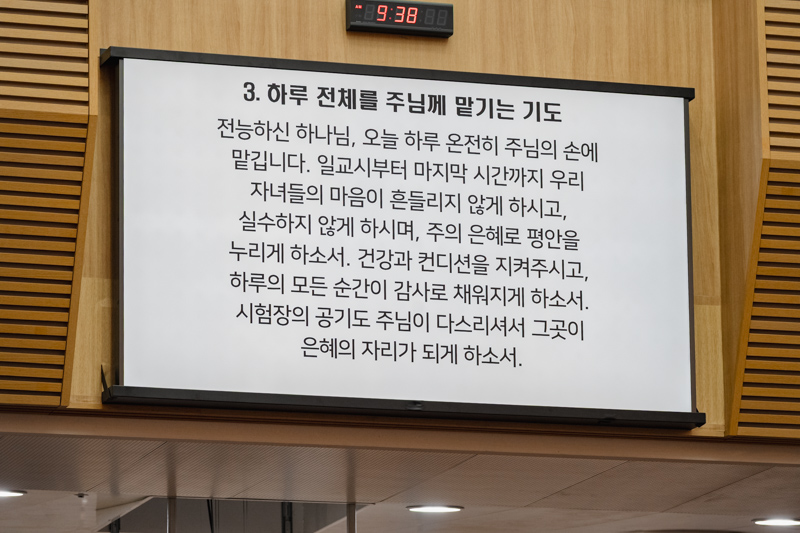 9:38
3. 하루 전체를 주님께 맡기는 기도
전능하신 하나님, 오늘 하루 온전히 주님의 손에
맡깁니다. 일교시부터 마지막 시간까지 우리
자녀들의 마음이 흔들리지 않게 하시고,
실수하지 않게 하시며, 주의 은혜로 평안을
누리게 하소서. 건강과 컨디션을 지켜주시고,
하루의 모든 순간이 감사로 채워지게 하소서.
시험장의 공기도 주님이 다스리셔서 그곳이
은혜의 자리가 되게 하소서.